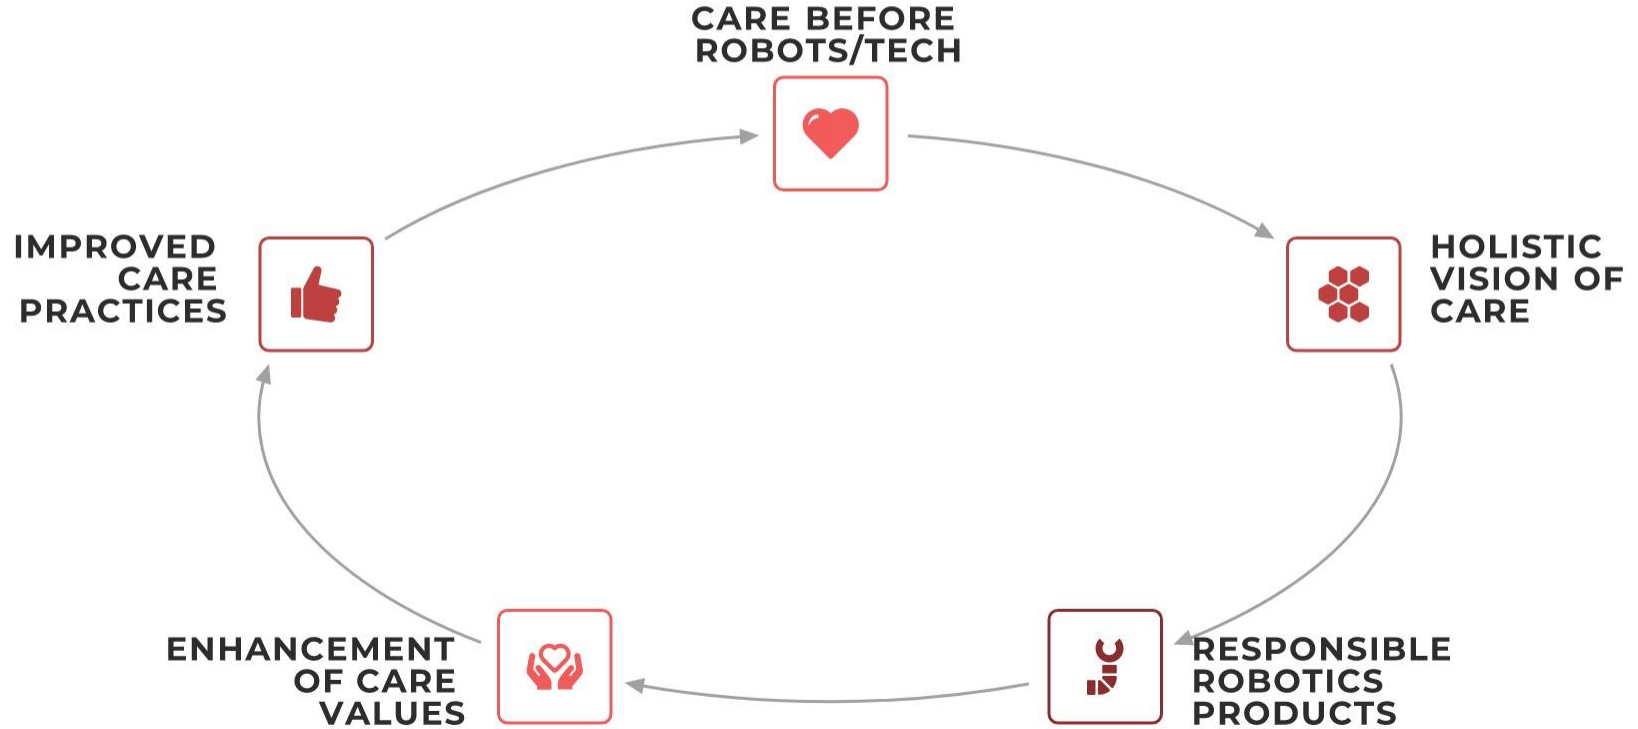 CARE BEFORE
ROBOTS/TECH
HOLISTIC
VISION OF
CARE
RESPONSIBLE
ROBOTICS
PRODUCTS
ENHANCEMENT
OF CARE
VALUES
IMPROVED
CARE
PRACTICES